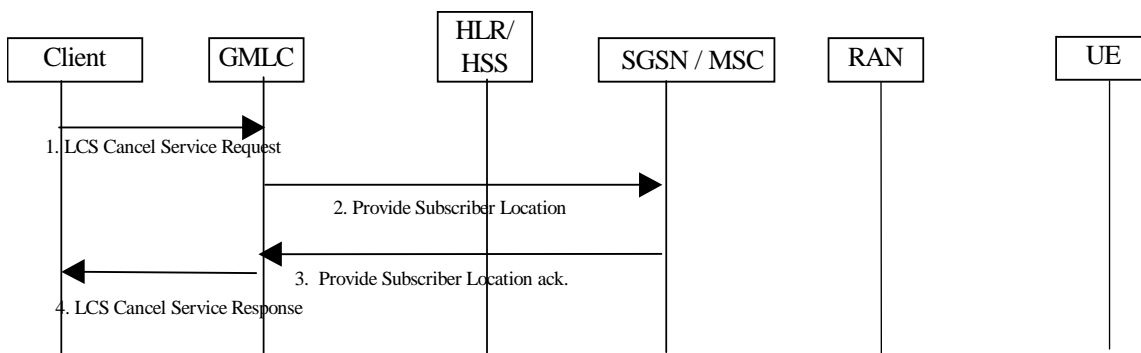 Client
GMLC
HLR/
HSS
SGSN / MSC
RAN
UE
1. LCS Cancel Service Request
2. Provide Subscriber Location
3. Provide Subscriber Location ack.
4. LCS Cancel Service Response